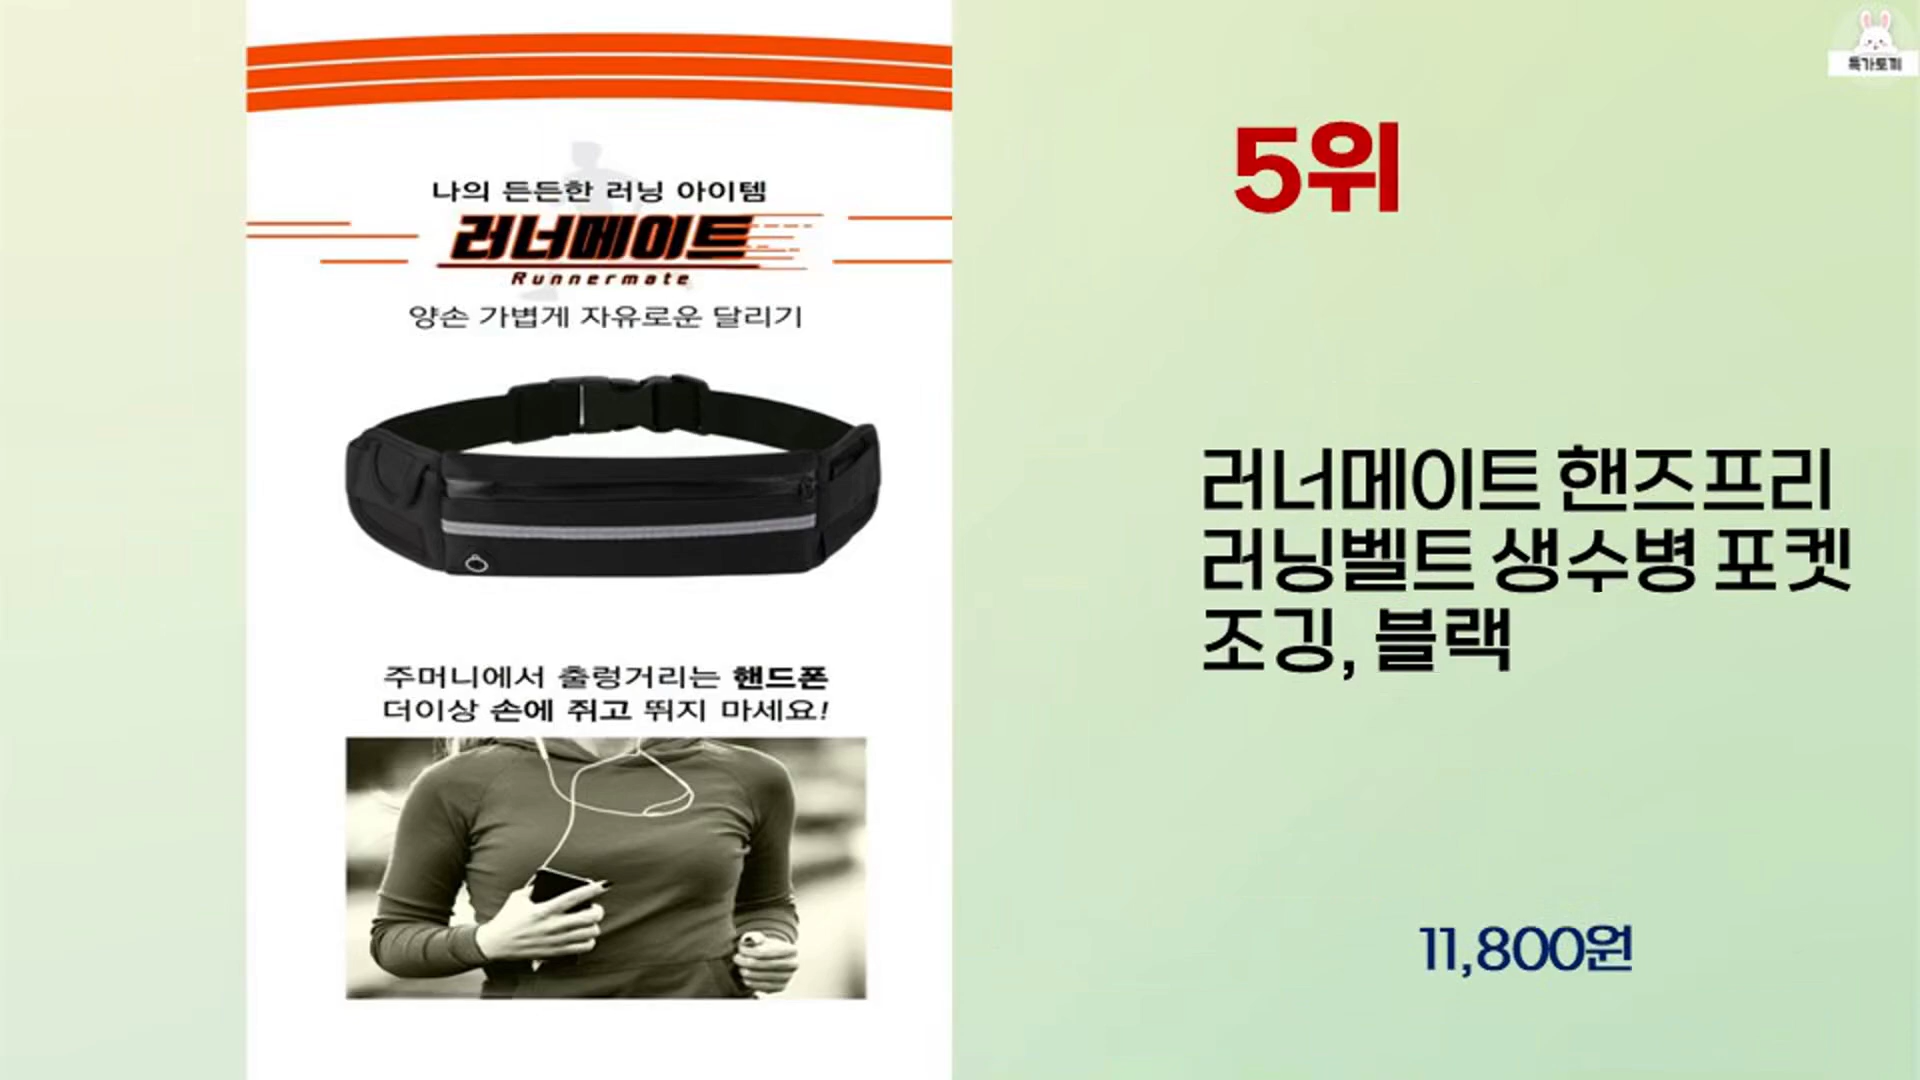 나의 든든한 러닝 아이템
러너메이트
Runnermate
양손 가볍게 자유로운 달리기
주머니에서 출렁거리는 핸드폰
더이상 손에 쥐고 뛰지 마세요!
특가토끼
5위
러너메이트 핸즈프리
러닝벨트 생수병 포켓
조깅, 블랙
11,800원